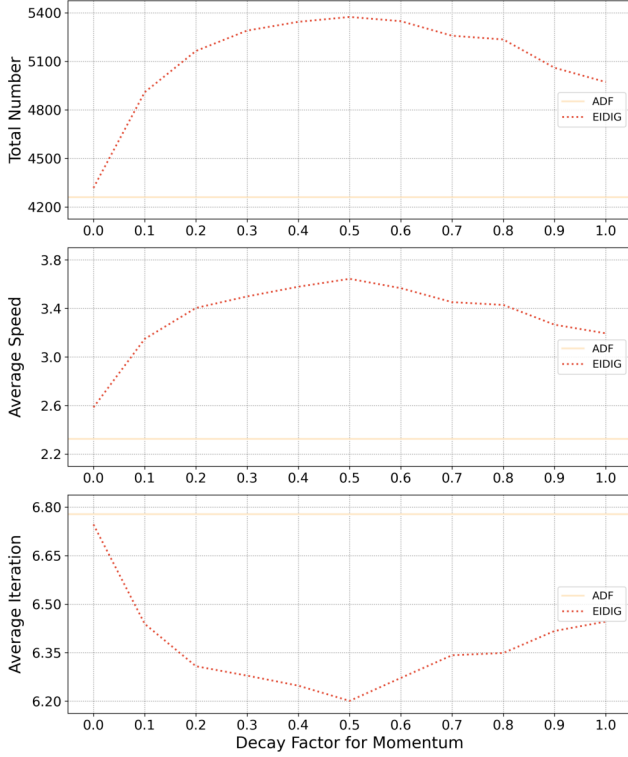 5400
5100
4800
4500
4200
Total Number
ADF
EIDIG
0.0 0.1 0.2 0.3 0.4 0.5 0.6 0.7 0.8 0.9 1.0
3.8
3.4
3.0
2.6
2.2
Average Speed
ADF
EIDIG
0.0 0.1 0.2 0.3 0.4 0.5 0.6 0.7 0.8 0.9 1.0
6.80
6.65
6.50
6.35
6.20
Average Iteration
ADF
EIDIG
0.0 0.1 0.2 0.3 0.4 0.5 0.6 0.7 0.8 0.9 1.0
Decay Factor for Momentum